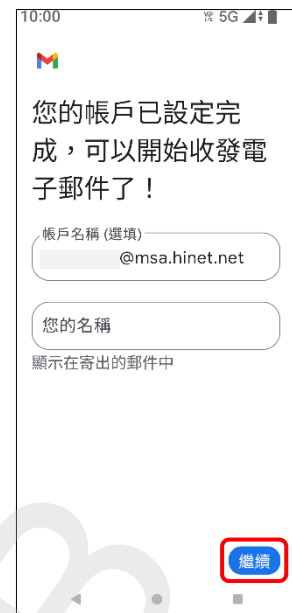 10:00 5G
您的帳戶已設定完
成，可以開始收發電
子郵件了！
帳戶名稱 (選填)
@msa.hinet.net
您的名稱
顯示在寄出的郵件中
繼續